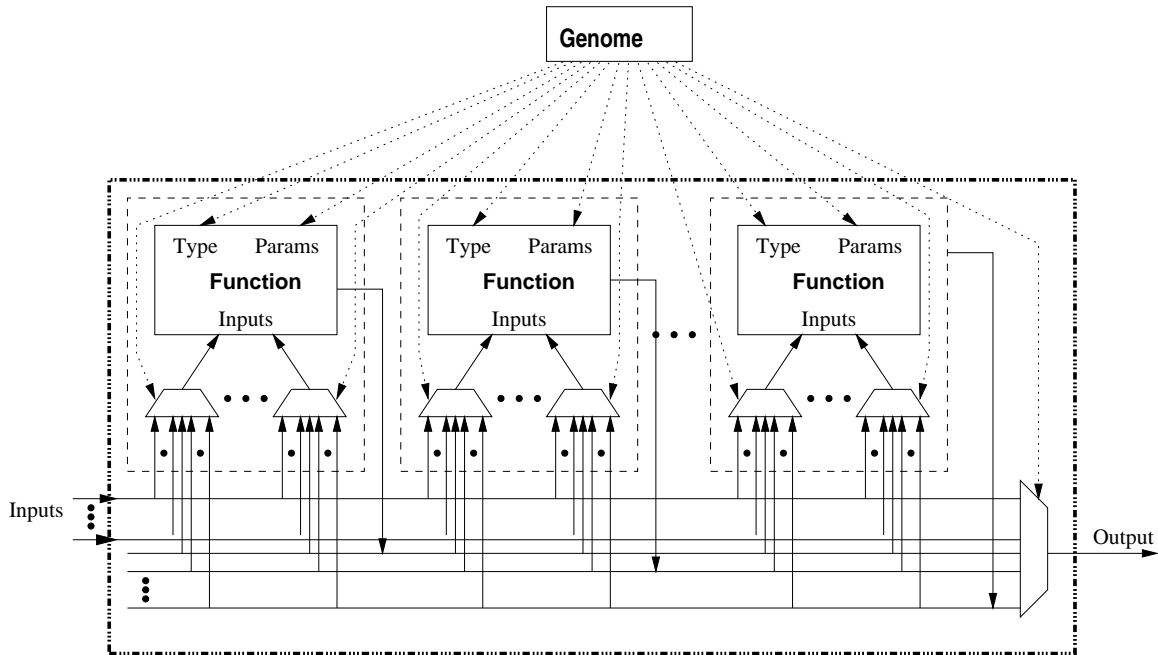 Genome
Type Params
Function
Inputs
Type Params
Function
Inputs
Type Params
Function
Inputs
Inputs
Output